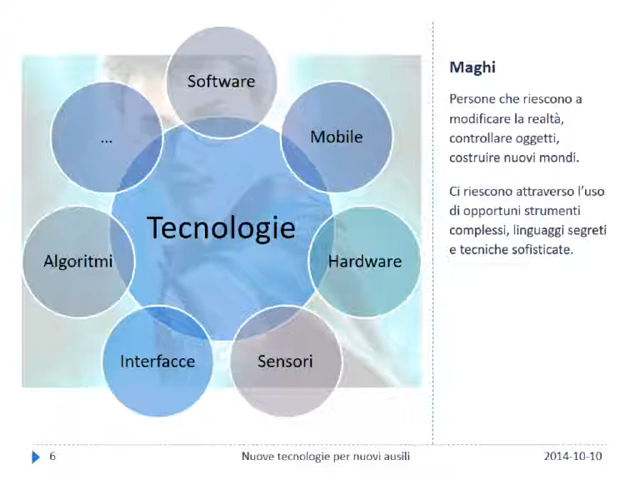 Software
...
Mobile
Tecnologie
Algoritmi
Hardware
Interfacce
Sensori
Maghi
Persone che riescono a
modificare la realtà,
controllare oggetti,
costruire nuovi mondi.
Ci riescono attraverso l'uso
di opportuni strumenti
complessi, linguaggi segreti
e tecniche sofisticate.
6
Nuove tecnologie per nuovi ausili
2014-10-10